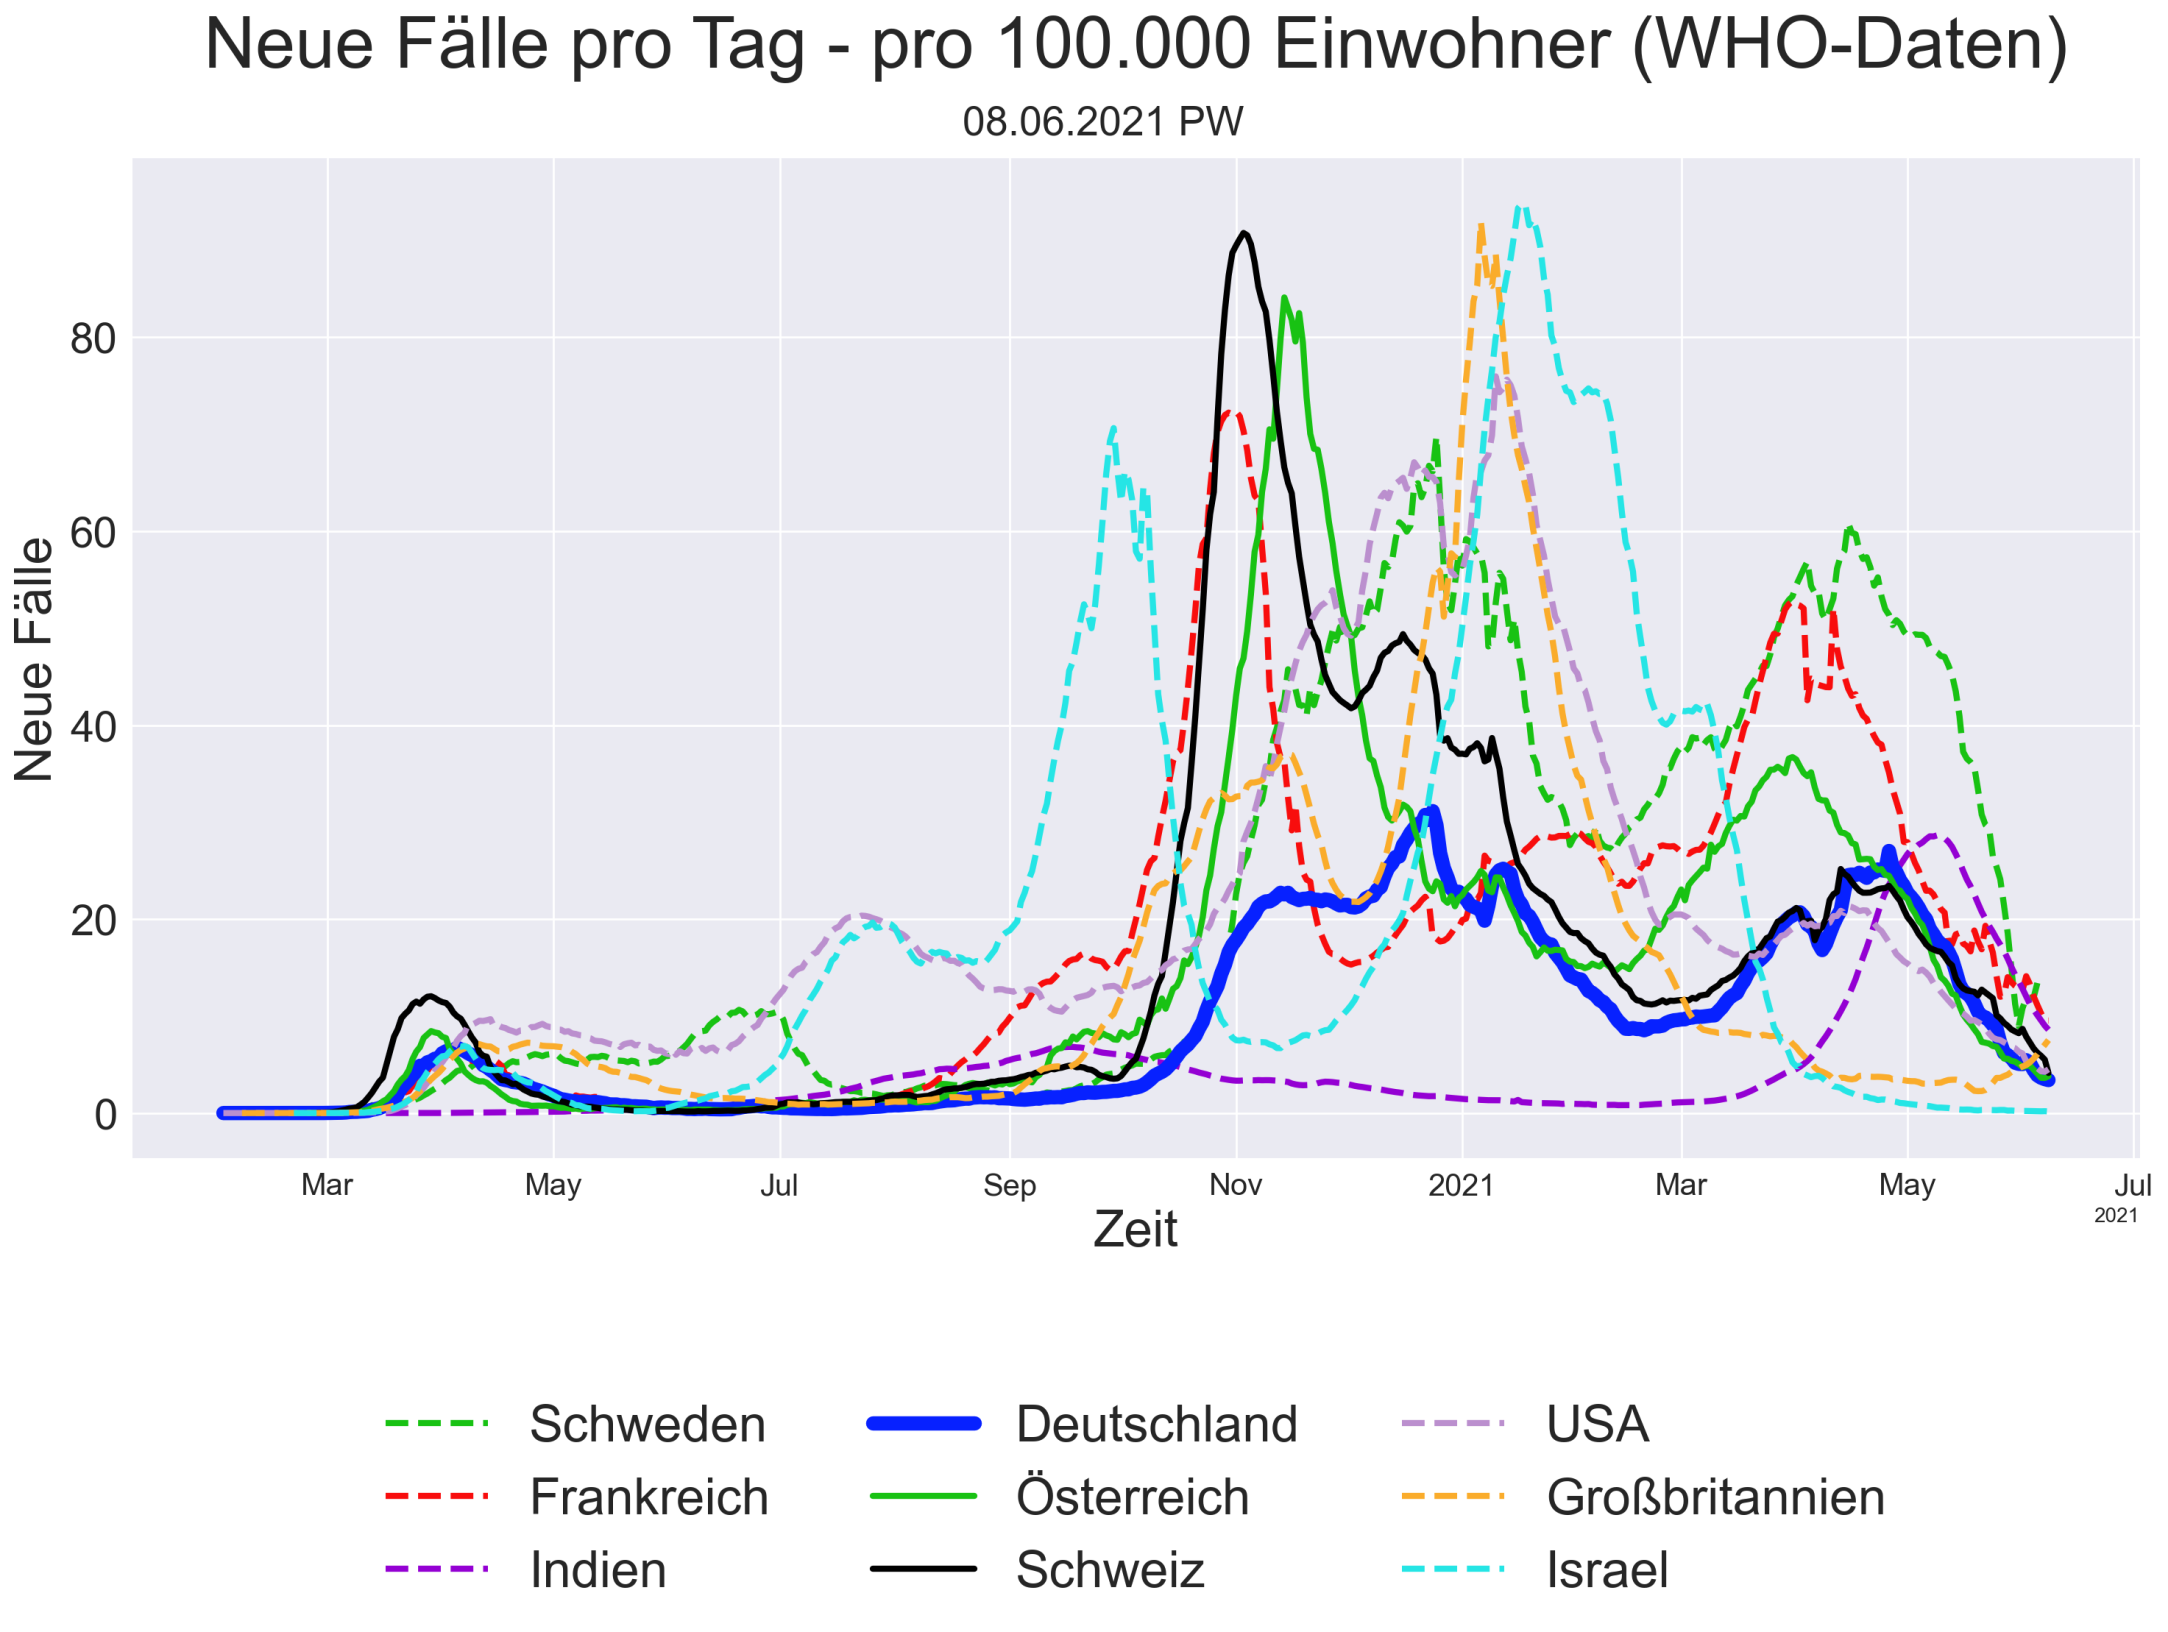 Neue Fälle pro Tag - pro 100.000 Einwohner (WHO-Daten)
08.06.2021 PW
Neue Fälle
80
60
40
20
0
Mar May Jul Sep Nov 2021 Mar May Jul
2021
Zeit
Schweden Deutschland USA
Frankreich Österreich Großbritannien
Indien Schweiz Israel